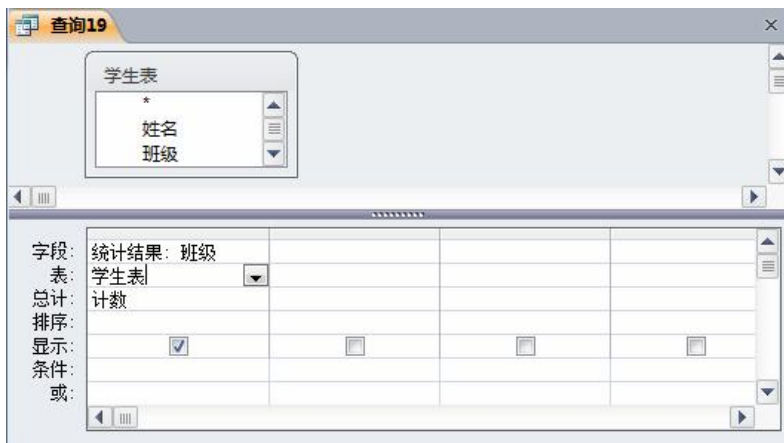 查询19
学生表
*
姓名
班级
字段: 统计结果: 班级
表: 学生表
总计: 计数
排序:
显示:
条件:
或: